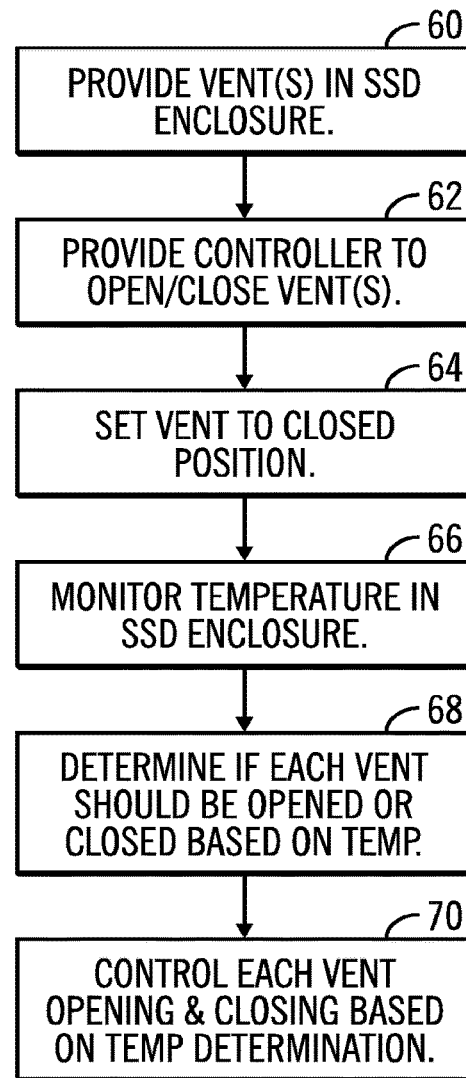 60
PROVIDE VENT(S) IN SSD
ENCLOSURE.
62
PROVIDE CONTROLLER TO
OPEN/CLOSE VENT(S).
64
SET VENT TO CLOSED
POSITION.
66
MONITOR TEMPERATURE IN
SSD ENCLOSURE.
68
DETERMINE IF EACH VENT
SHOULD BE OPENED OR
CLOSED BASED ON TEMP.
70
CONTROL EACH VENT
OPENING & CLOSING BASED
ON TEMP DETERMINATION.